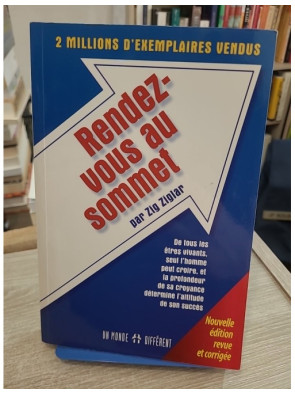 2 MILLIONS D'EXEMPLAIRES VENDUS
Rendez-
vous au
sommet
par Zig Ziglar
De tous les
êtres vivants,
seul l'homme
peut croire, et
la profondeur
de sa croyance
détermine l'altitude
de son succès
Nouvelle
édition
revue
et corrigée
UN MONDE DIFFÉRENT